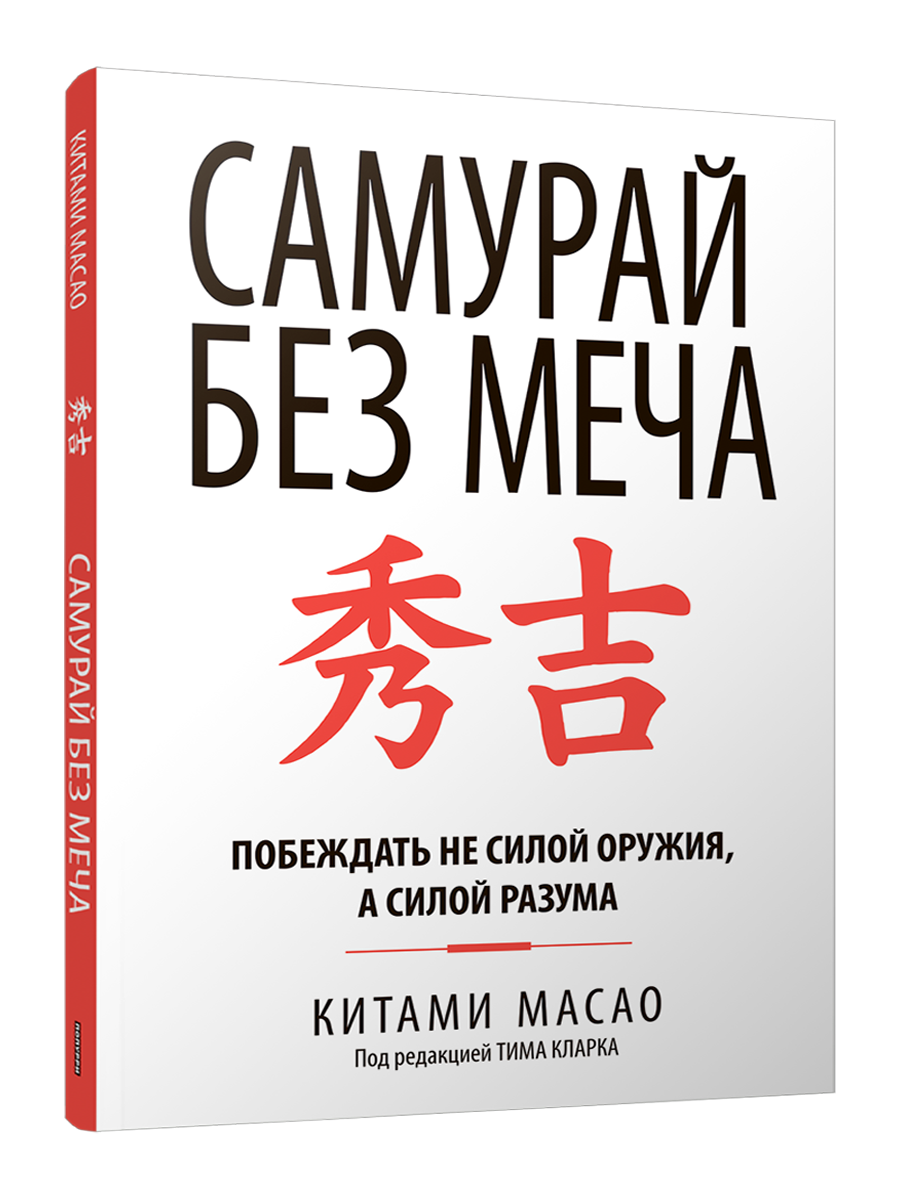 САМУРАЙ
БЕЗ МЕЧА
秀吉
ПОБЕЖДАТЬ НЕ СИЛОЙ ОРУЖИЯ,
А СИЛОЙ РАЗУМА
КИТАМИ МАСАО
Под редакцией ТИМА КЛАРКА
КИТАМИ МАСАО
秀吉
САМУРАЙ БЕЗ МЕЧА
ПОПУРРИ